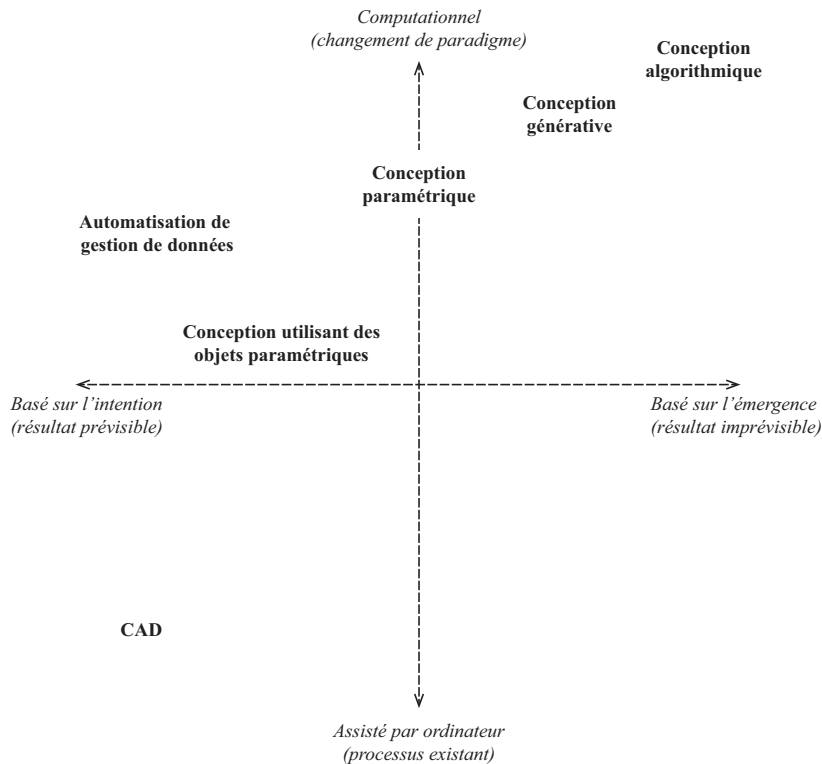 Computationnel
(changement de paradigme)
Conception
algorithmique
Conception
générative
Conception
paramétrique
Automatisation de
gestion de données
Conception utilisant des
objets paramétriques
Basé sur l’intention
(résultat prévisible)
Basé sur l’émergence
(résultat imprévisible)
CAD
Assisté par ordinateur
(processus existant)